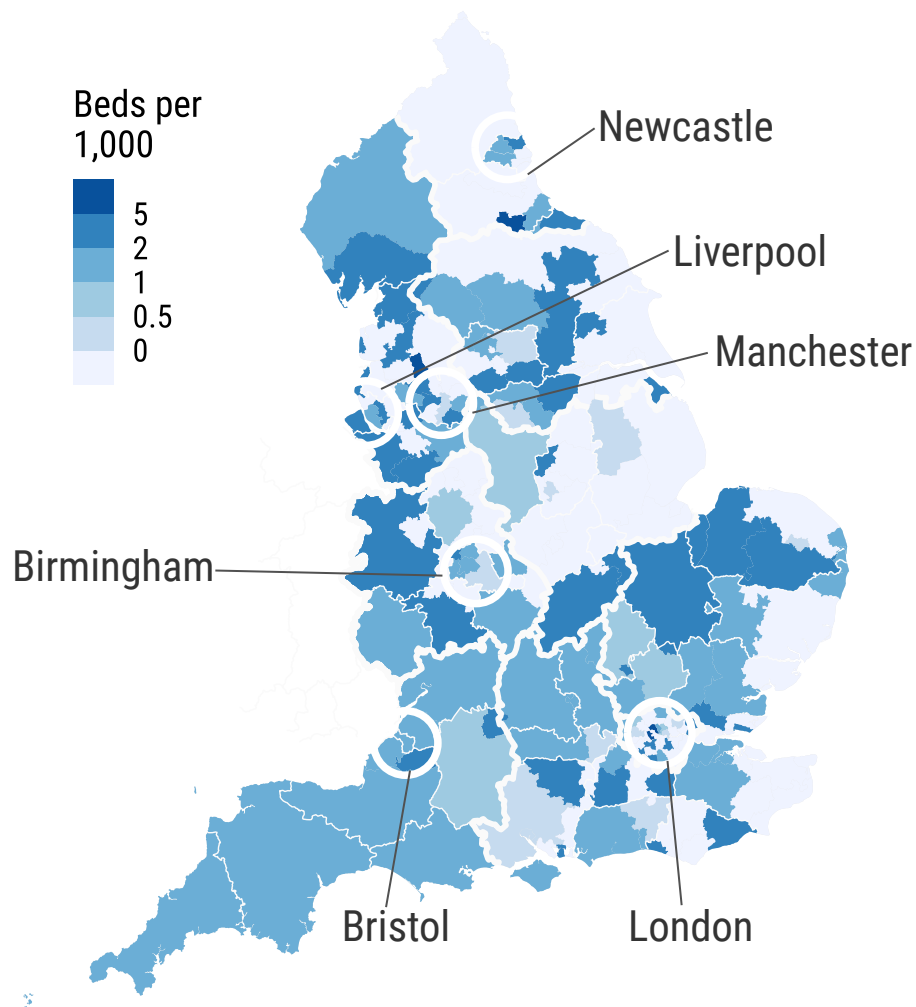 Beds per
1,000
5
2
1
0.5
0
Newcastle
Liverpool
Manchester
Birmingham
Bristol
London